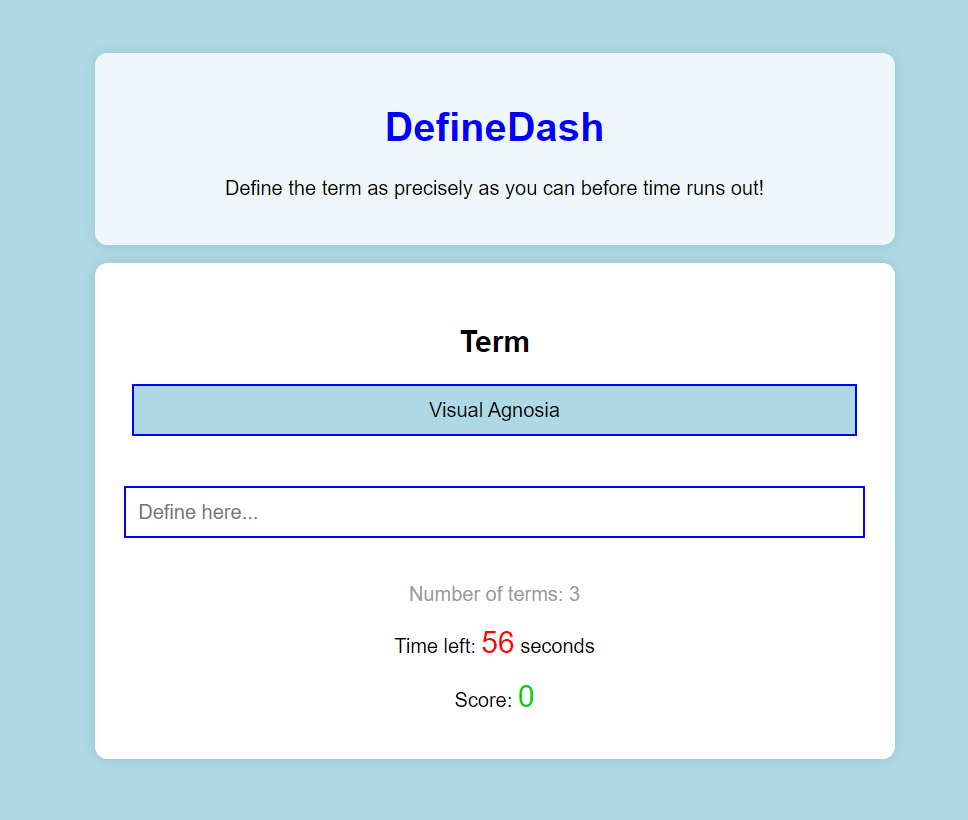 DefineDash
Define the term as precisely as you can before time runs out!
Term
Visual Agnosia
Define here...
Number of terms: 3
Time left: 56 seconds
Score: 0